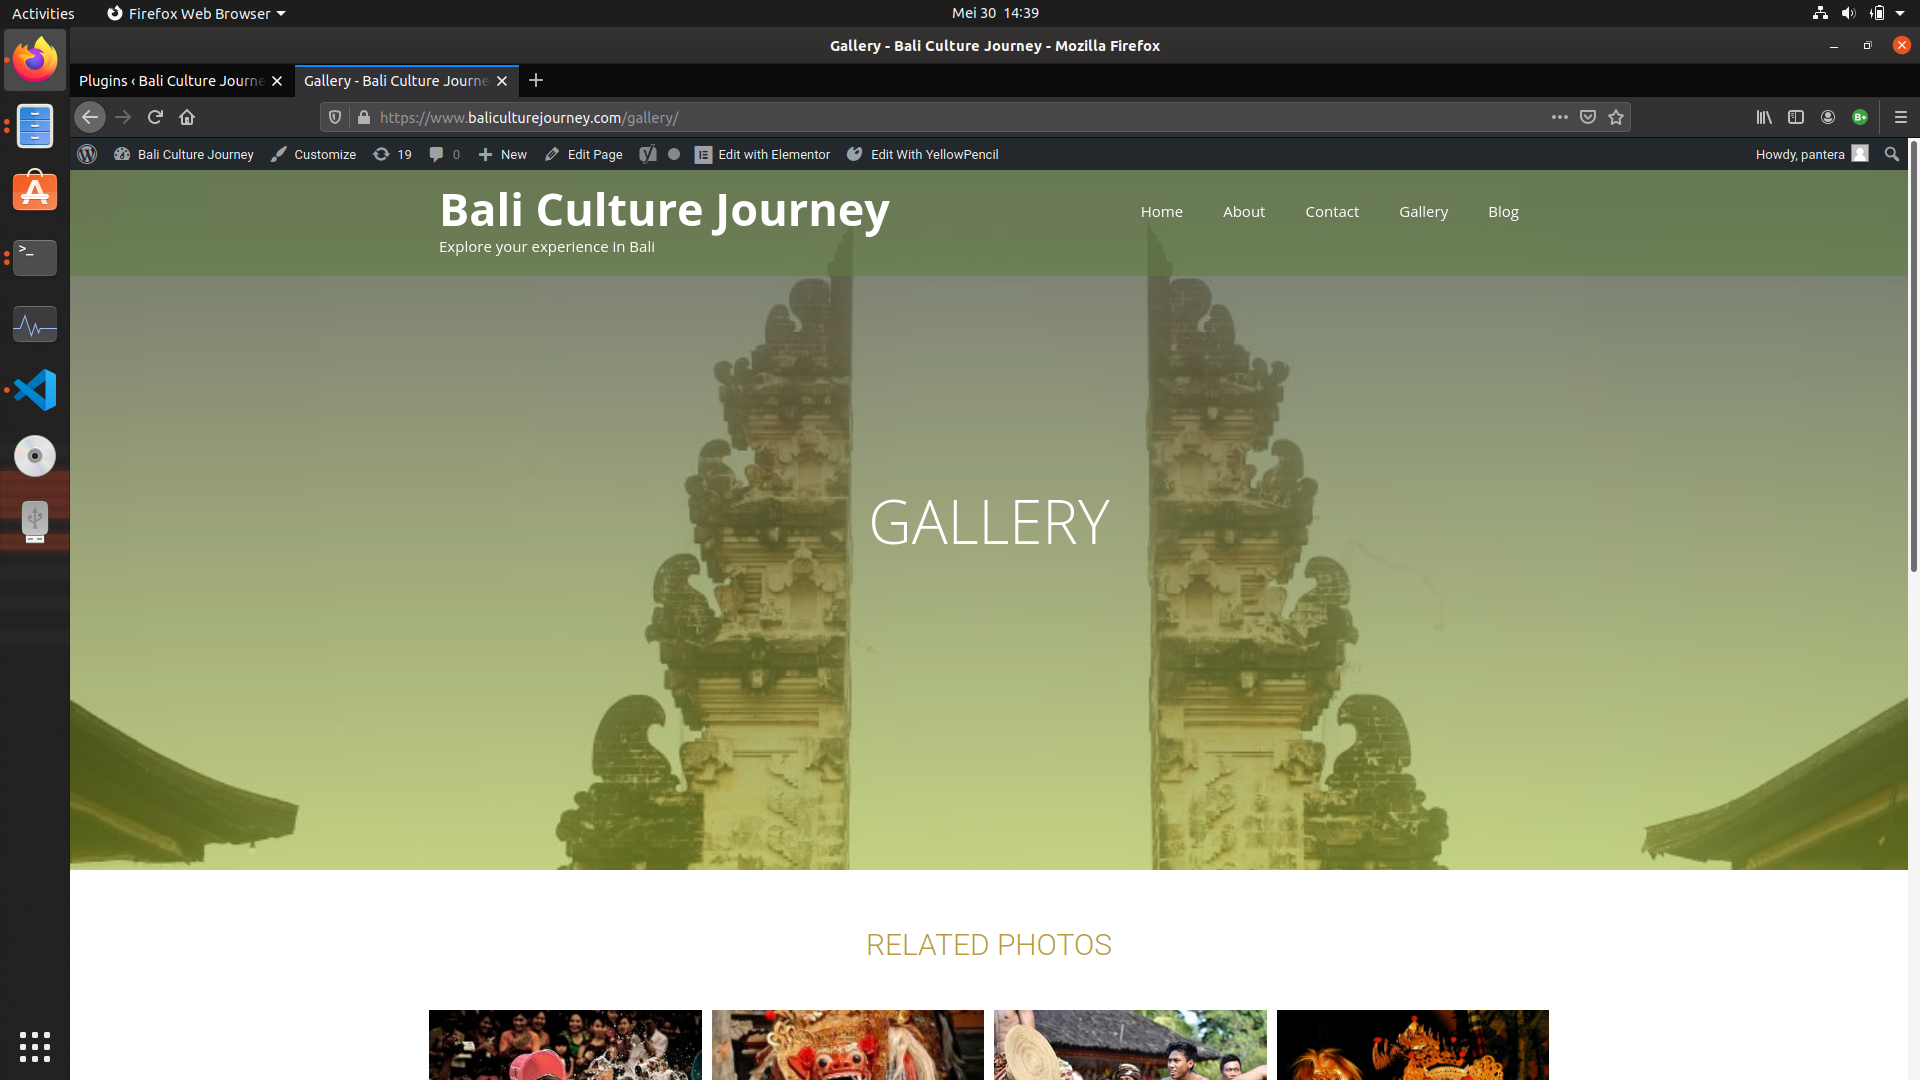 Activities
Firefox Web Browser
Mei 30 14:39
Gallery - Bali Culture Journey - Mozilla Firefox
Plugins ‹ Bali Culture Journe
Gallery - Bali Culture Journe
https://www.baliculturejourney.com/gallery/
B+
Bali Culture Journey
Customize
19
0
New
Edit Page
Edit with Elementor
Edit With YellowPencil
Howdy, pantera
Bali Culture Journey
Explore your experience in Bali
Home
About
Contact
Gallery
Blog
GALLERY
RELATED PHOTOS